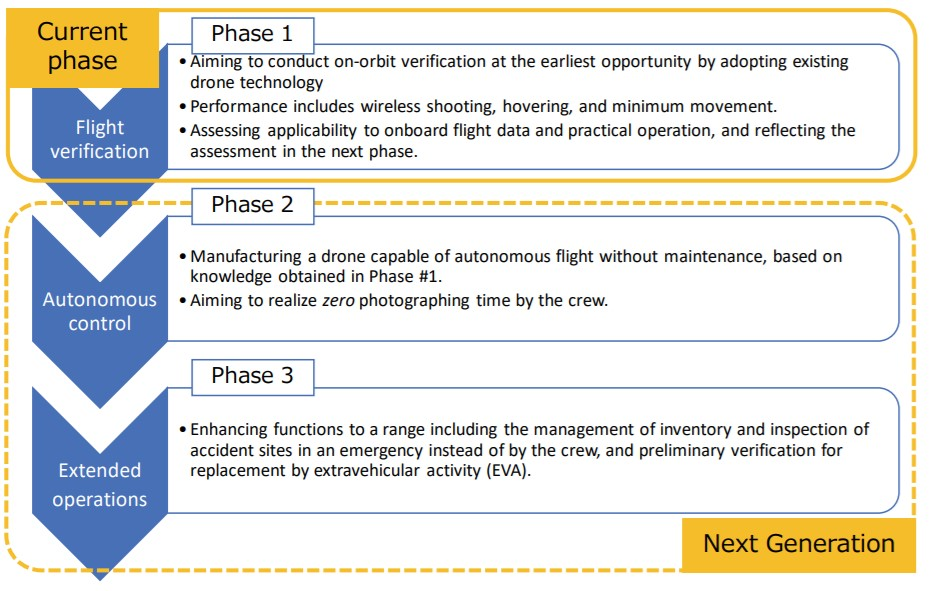 Current
phase
Phase 1
Flight
verification
• Aiming to conduct on-orbit verification at the earliest opportunity by adopting existing
drone technology
• Performance includes wireless shooting, hovering, and minimum movement.
• Assessing applicability to onboard flight data and practical operation, and reflecting the
assessment in the next phase.
Phase 2
Autonomous
control
• Manufacturing a drone capable of autonomous flight without maintenance, based on
knowledge obtained in Phase #1.
• Aiming to realize zero photographing time by the crew.
Phase 3
Extended
operations
• Enhancing functions to a range including the management of inventory and inspection of
accident sites in an emergency instead of by the crew, and preliminary verification for
replacement by extravehicular activity (EVA).
Next Generation